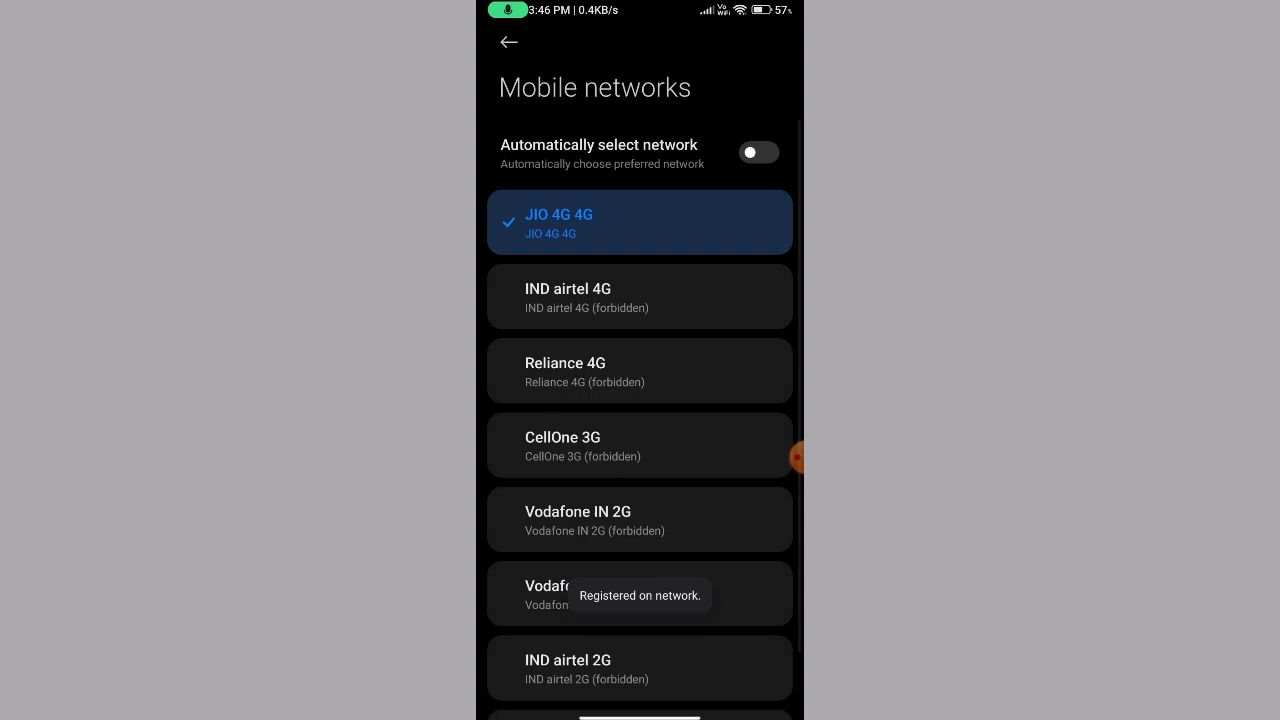 3:46 PM | 0.4KB/s Vo WiFi 57%
Mobile networks
Automatically select network
Automatically choose preferred network
JIO 4G 4G
JIO 4G 4G
IND airtel 4G
IND airtel 4G (forbidden)
Reliance 4G
Reliance 4G (forbidden)
CellOne 3G
CellOne 3G (forbidden)
Vodafone IN 2G
Vodafone IN 2G (forbidden)
Registered on network.
IND airtel 2G
IND airtel 2G (forbidden)